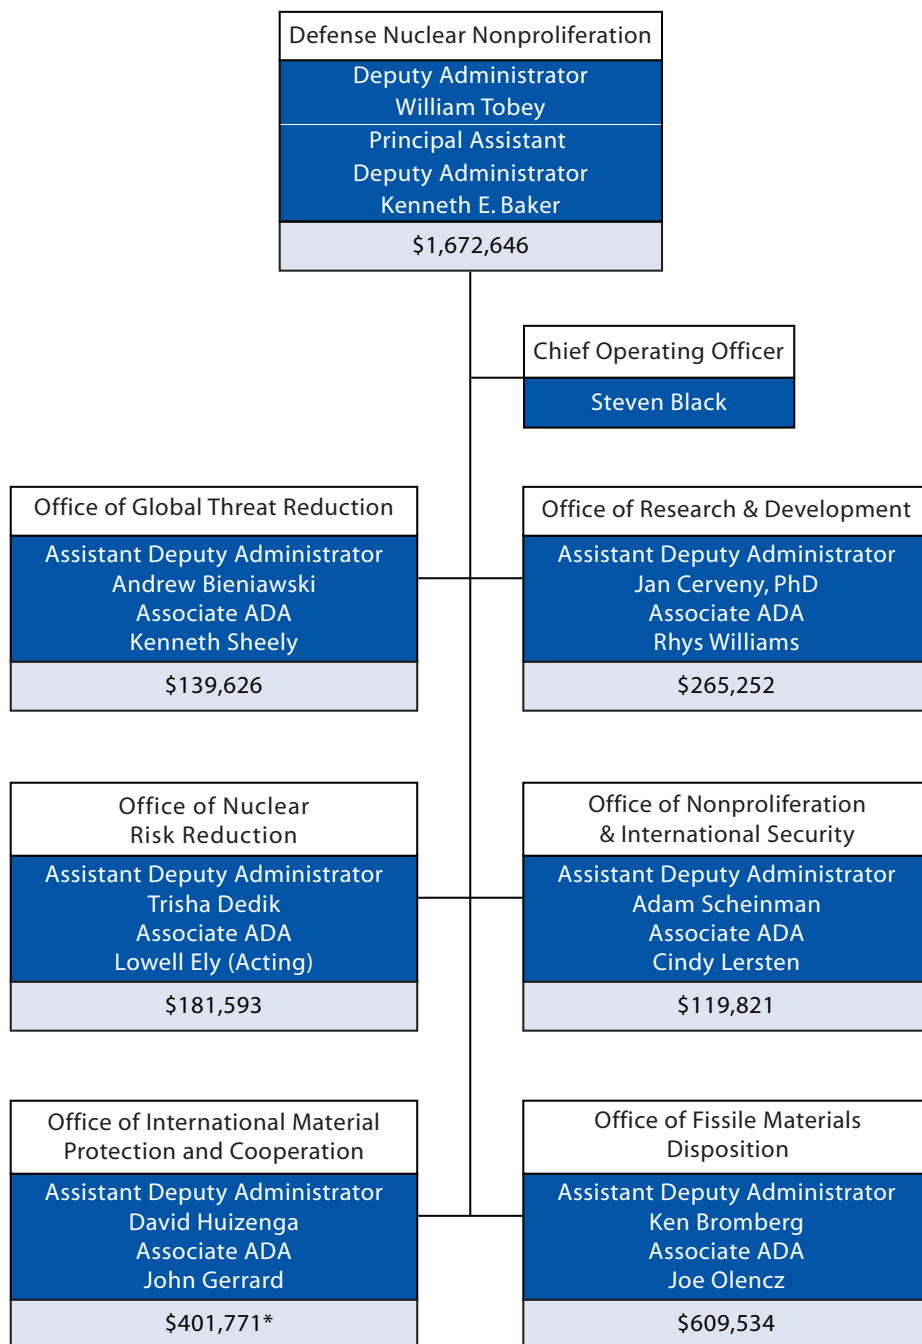 Defense Nuclear Nonproliferation
Deputy Administrator
William Tobey
Principal Assistant
Deputy Administrator
Kenneth E. Baker
$1,672,646
Chief Operating Officer
Steven Black
Office of Global Threat Reduction
Assistant Deputy Administrator
Andrew Bieniawski
Associate ADA
Kenneth Sheely
$139,626
Office of Research & Development
Assistant Deputy Administrator
Jan Cerveny, PhD
Associate ADA
Rhys Williams
$265,252
Office of Nuclear
Risk Reduction
Assistant Deputy Administrator
Trisha Dedik
Associate ADA
Lowell Ely (Acting)
$181,593
Office of Nonproliferation
& International Security
Assistant Deputy Administrator
Adam Scheinman
Associate ADA
Cindy Lersten
$119,821
Office of International Material
Protection and Cooperation
Assistant Deputy Administrator
David Huizenga
Associate ADA
John Gerrard
$401,771*
Office of Fissile Materials
Disposition
Assistant Deputy Administrator
Ken Bromberg
Associate ADA
Joe Olencz
$609,534